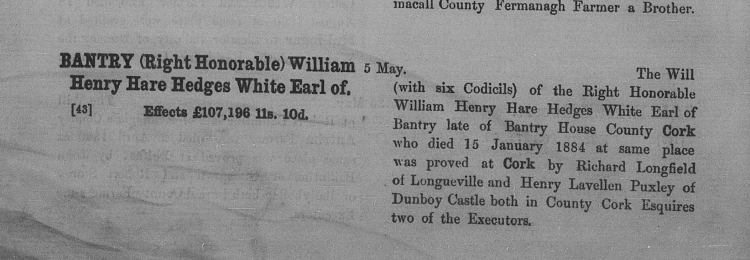 macall County Fermanagh Farmer a Brother.
BANTRY (Right Honorable) William
Henry Hare Hedges White Earl of.
[43] Effects £107,196 11s. 10d.
5 May. The Will
(with six Codicils) of the Right Honorable
William Henry Hare Hedges White Earl of
Bantry late of Bantry House County Cork
who died 15 January 1884 at same place
was proved at Cork by Richard Longfield
of Longueville and Henry Lavellen Puxley of
Dunboy Castle both in County Cork Esquires
two of the Executors.